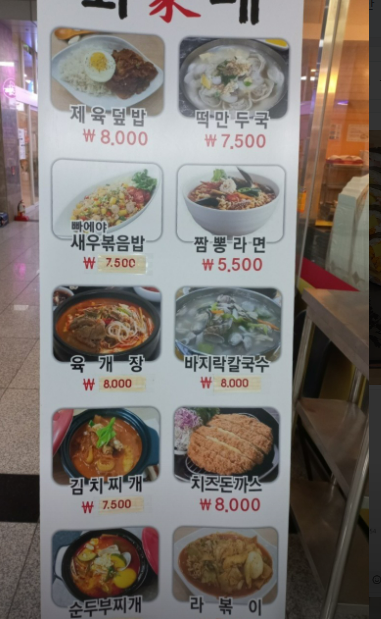 제육덮밥
₩8,000
떡만두국
₩7,500
빠에야
새우볶음밥
₩7,500
짬뽕라면
₩5,500
육개장
₩8,000
바지락칼국수
₩8,000
김치찌개
₩7,500
치즈돈까스
₩8,000
순두부찌개
라볶이